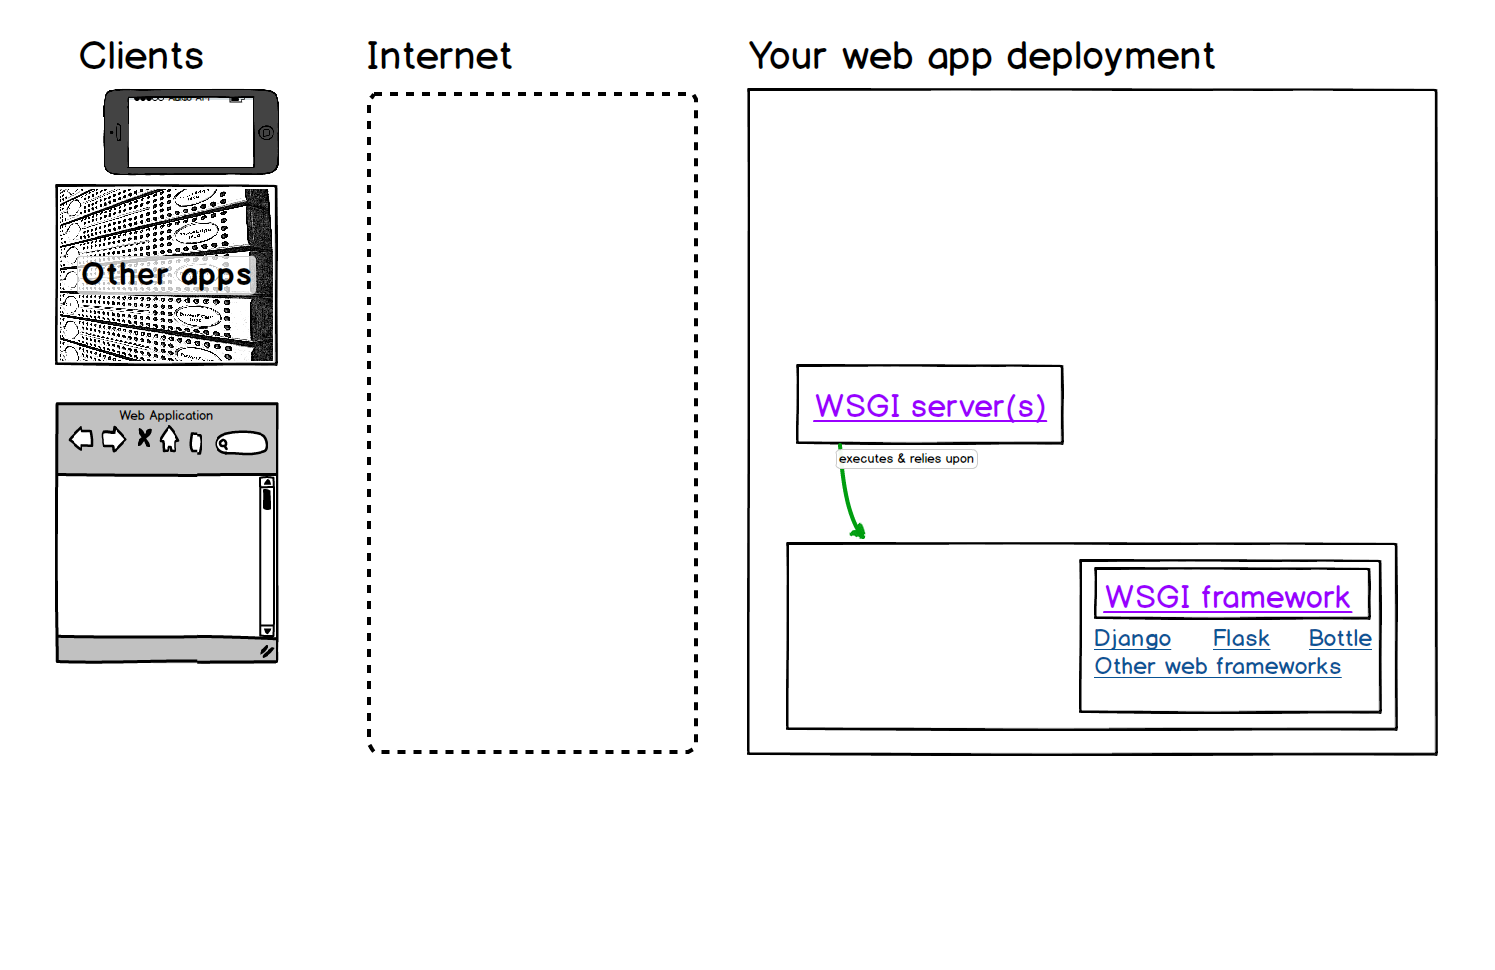 Clients
Internet
Your web app deployment
Other apps
Web Application
WSGI server(s)
executes & relies upon
WSGI framework
Django Flask Bottle
Other web frameworks